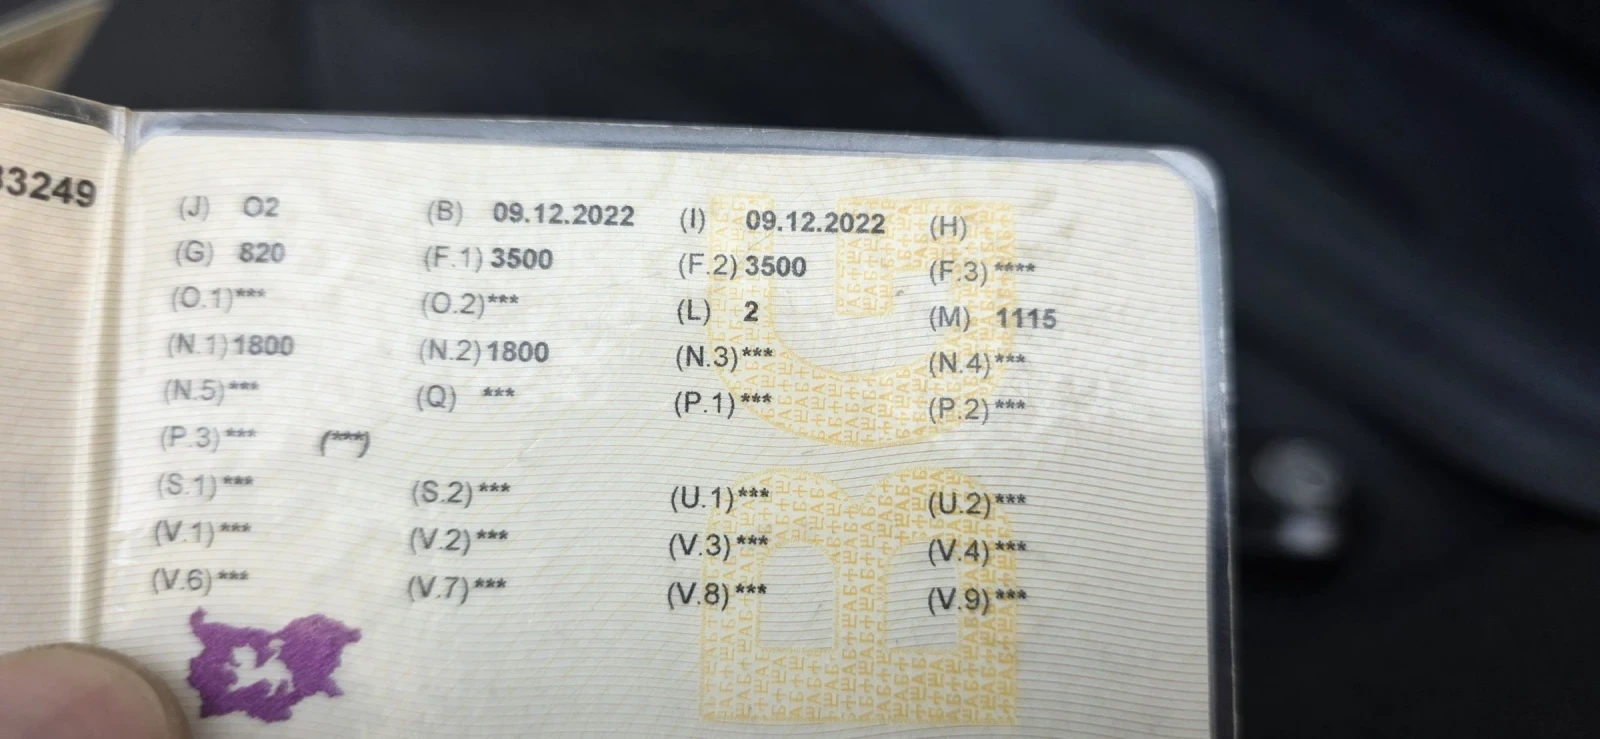 33249
(J) O2 (B) 09.12.2022 (I) 09.12.2022 (H)
(G) 820 (F.1) 3500 (F.2) 3500 (F.3) ****
(O.1) *** (O.2) *** (L) 2 (M) 1115
(N.1) 1800 (N.2) 1800 (N.3) *** (N.4) ***
(N.5) *** (Q) *** (P.1) *** (P.2) ***
(P.3) *** (***)
(S.1) *** (S.2) *** (U.1) *** (U.2) ***
(V.1) *** (V.2) *** (V.3) *** (V.4) ***
(V.6) *** (V.7) *** (V.8) *** (V.9) ***